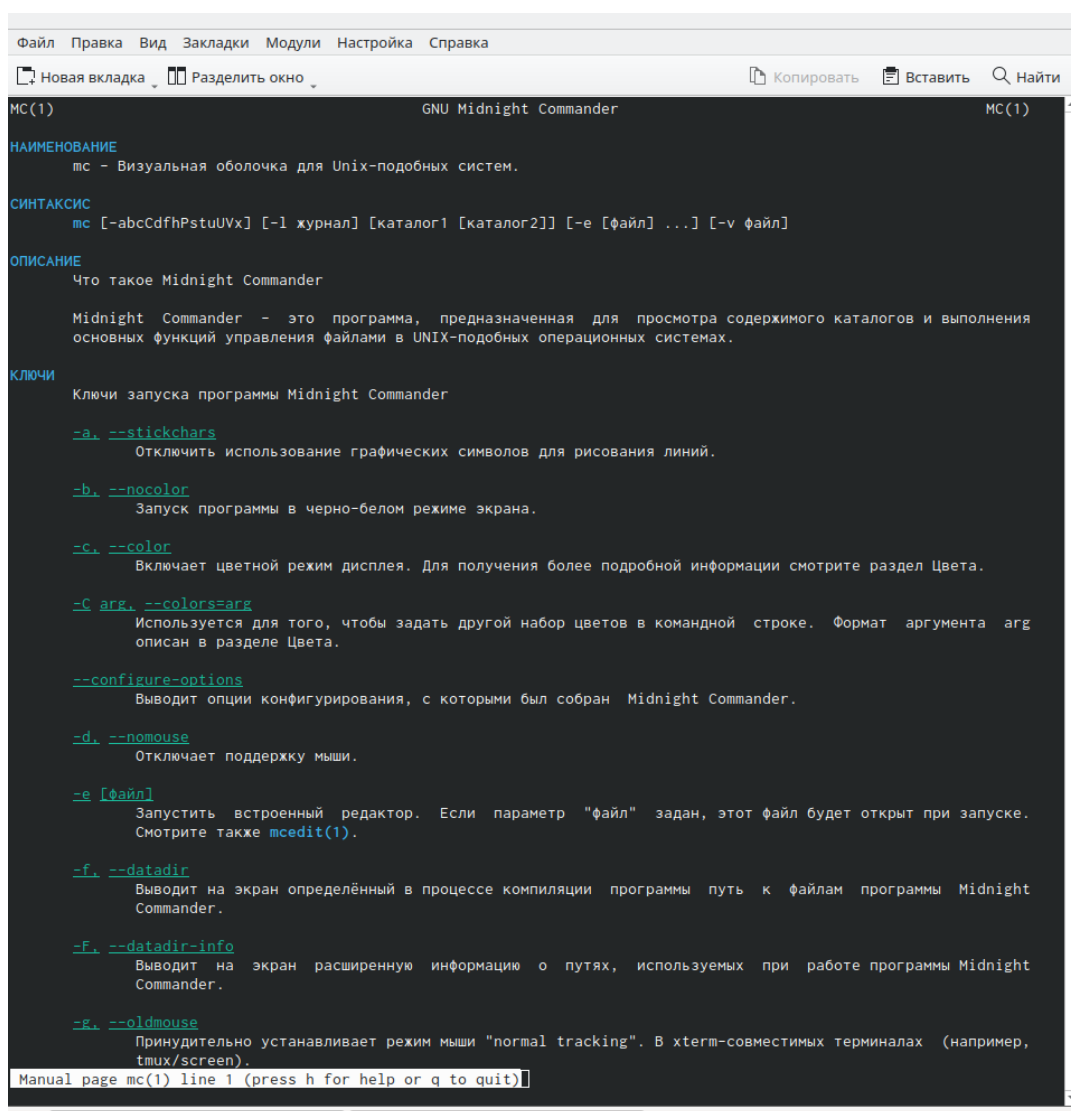 Файл Правка Вид Закладки Модули Настройка Справка
Новая вкладка Разделить окно Копировать Вставить Найти
MC(1) GNU Midnight Commander MC(1)
НАИМЕНОВАНИЕ
mc – Визуальная оболочка для Unix-подобных систем.
СИНТАКСИС
mc [-abcCdfhPstuUVx] [-l журнал] [каталог1 [каталог2]] [-e [файл] ...] [-v файл]
ОПИСАНИЕ
Что такое Midnight Commander
Midnight Commander – это программа, предназначенная для просмотра содержимого каталогов и выполнения
основных функций управления файлами в UNIX-подобных операционных системах.
КЛЮЧИ
Ключи запуска программы Midnight Commander
-a, --stickchars
Отключить использование графических символов для рисования линий.
-b, --nocolor
Запуск программы в черно-белом режиме экрана.
-c, --color
Включает цветной режим дисплея. Для получения более подробной информации смотрите раздел Цвета.
-C arg, --colors=arg
Используется для того, чтобы задать другой набор цветов в командной строке. Формат аргумента arg
описан в разделе Цвета.
--configure-options
Выводит опции конфигурирования, с которыми был собран Midnight Commander.
-d, --nomouse
Отключает поддержку мыши.
-e [файл]
Запустить встроенный редактор. Если параметр "файл" задан, этот файл будет открыт при запуске.
Смотрите также mcedit(1).
-f, --datadir
Выводит на экран определённый в процессе компиляции программы путь к файлам программы Midnight
Commander.
-F, --datadir-info
Выводит на экран расширенную информацию о путях, используемых при работе программы Midnight
Commander.
-g, --oldmouse
Принудительно устанавливает режим мыши "normal tracking". В xterm-совместимых терминалах (например,
tmux/screen).
Manual page mc(1) line 1 (press h for help or q to quit)